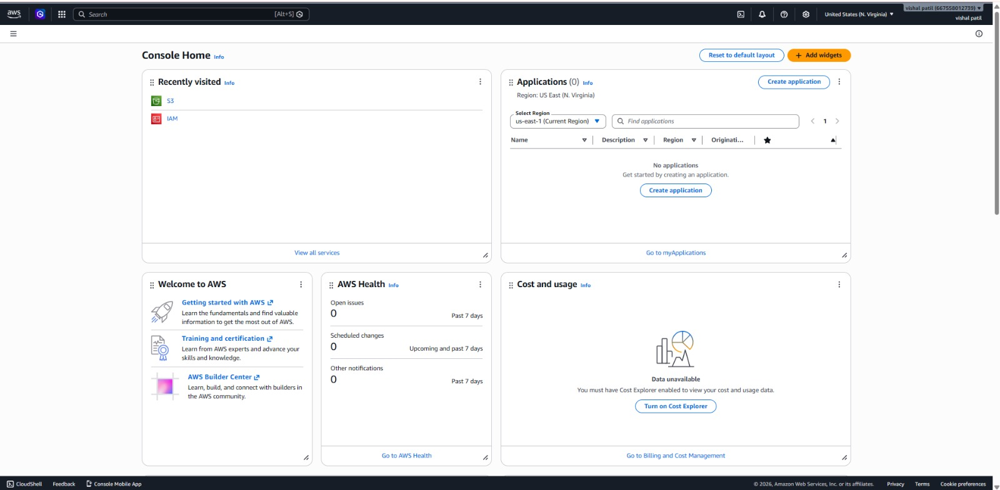 aws
Search [Alt+S]
United States (N. Virginia)
vishal patil (667558012739)
vishal patil
Console Home Info
Reset to default layout
Add widgets
Recently visited Info
S3
IAM
View all services
Applications (0) Info
Create application
Region: US East (N. Virginia)
Select Region
us-east-1 (Current Region)
Find applications
1
Name Description Region Originati...
No applications
Get started by creating an application.
Create application
Go to myApplications
Welcome to AWS
Getting started with AWS
Learn the fundamentals and find valuable
information to get the most out of AWS.
Training and certification
Learn from AWS experts and advance your
skills and knowledge.
AWS Builder Center
Learn, build, and connect with builders in
the AWS community.
AWS Health Info
Open issues
0 Past 7 days
Scheduled changes
0 Upcoming and past 7 days
Other notifications
0 Past 7 days
Go to AWS Health
Cost and usage Info
Data unavailable
You must have Cost Explorer enabled to view your cost and usage data.
Turn on Cost Explorer
Go to Billing and Cost Management
CloudShell Feedback Console Mobile App
© 2026, Amazon Web Services, Inc. or its affiliates. Privacy Terms Cookie preferences